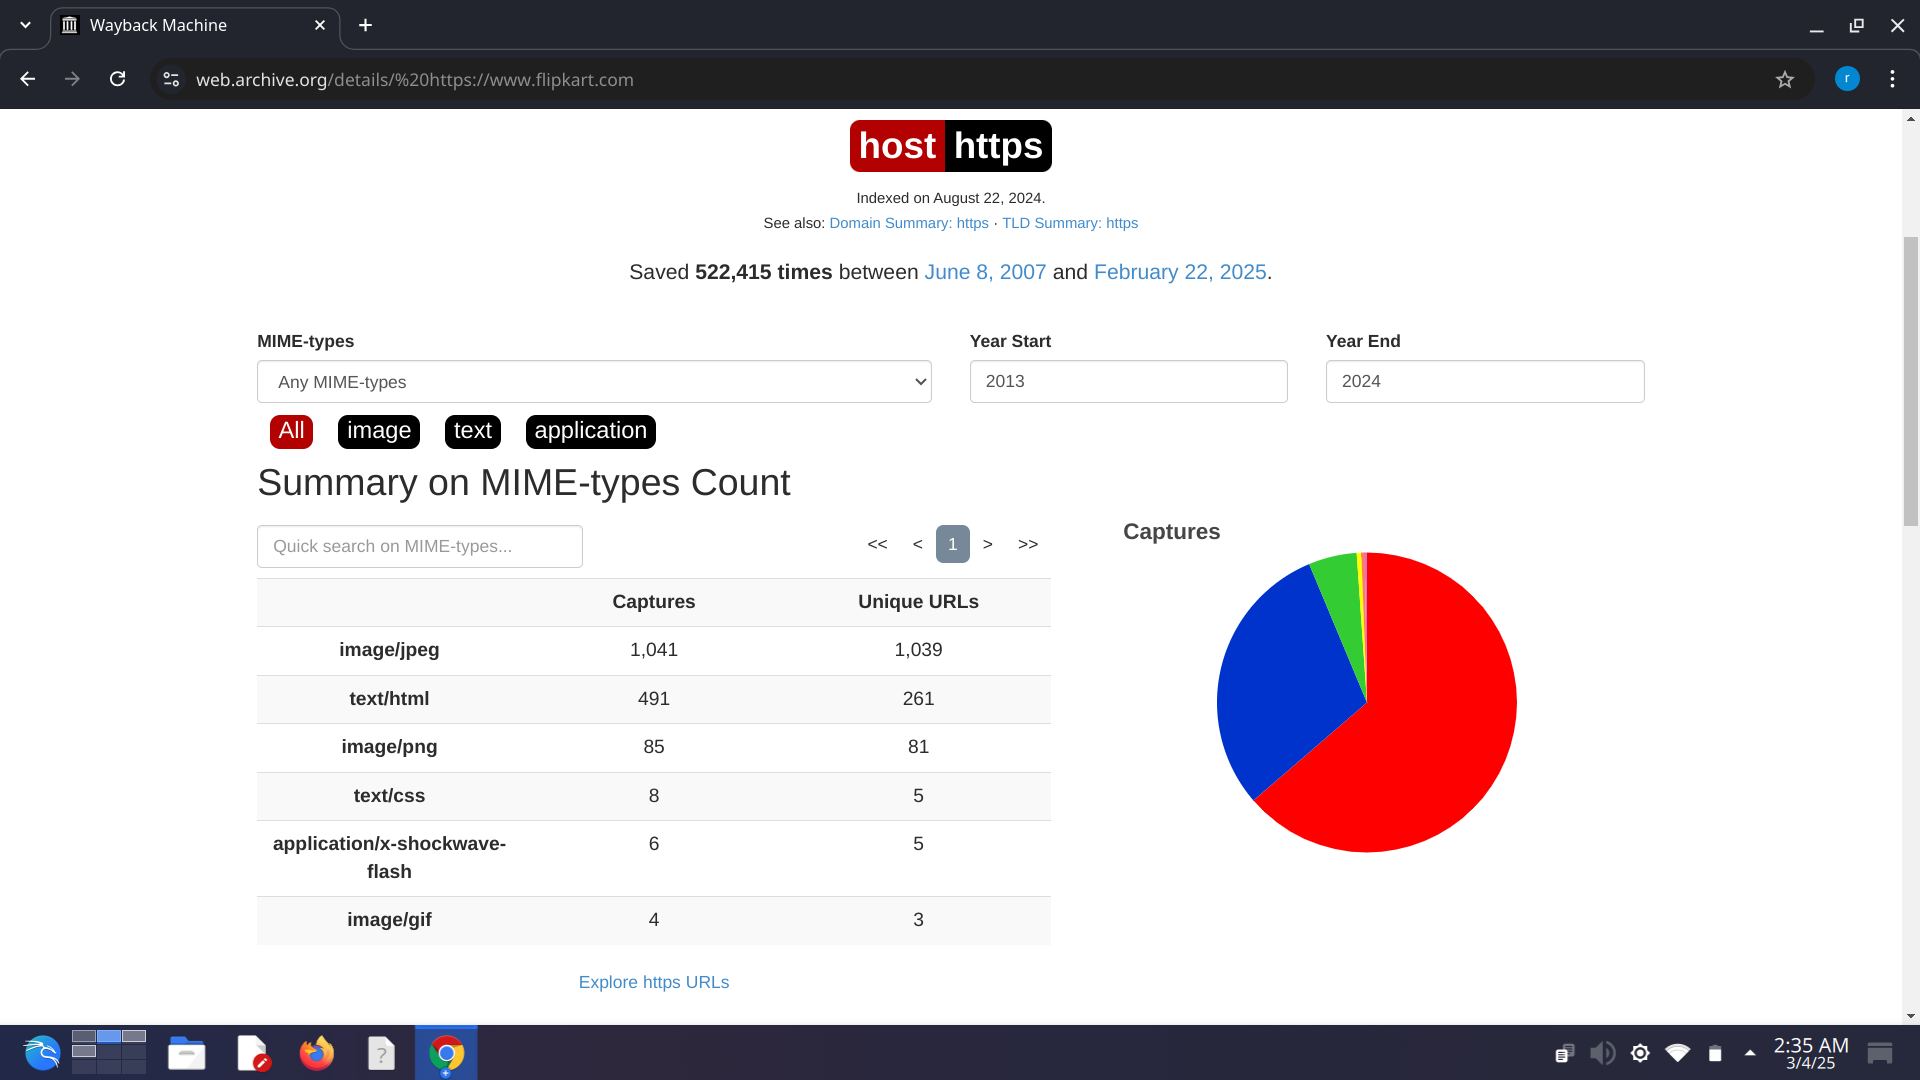 Wayback Machine
web.archive.org/details/%20https://www.flipkart.com
r
host https
Indexed on August 22, 2024.
See also: Domain Summary: https · TLD Summary: https
Saved 522,415 times between June 8, 2007 and February 22, 2025.
MIME-types Year Start Year End
Any MIME-types 2013 2024
All image text application
Summary on MIME-types Count
Quick search on MIME-types... << < 1 > >>
Captures
Captures Unique URLs
image/jpeg 1,041 1,039
text/html 491 261
image/png 85 81
text/css 8 5
application/x-shockwave-
flash 6 5
image/gif 4 3
Explore https URLs
2:35 AM
3/4/25